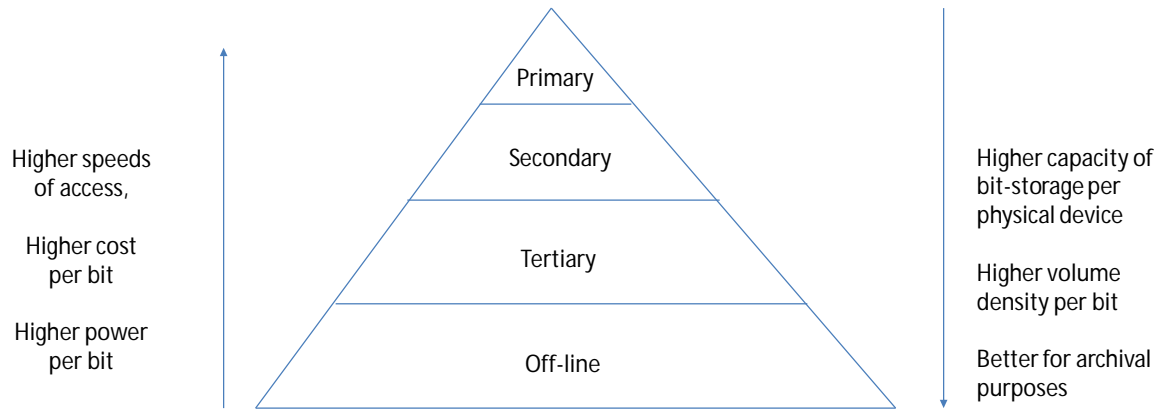 Primary
Secondary
Tertiary
Off-line
Higher speeds
of access,
Higher cost
per bit
Higher power
per bit
Higher capacity of
bit-storage per
physical device
Higher volume
density per bit
Better for archival
purposes